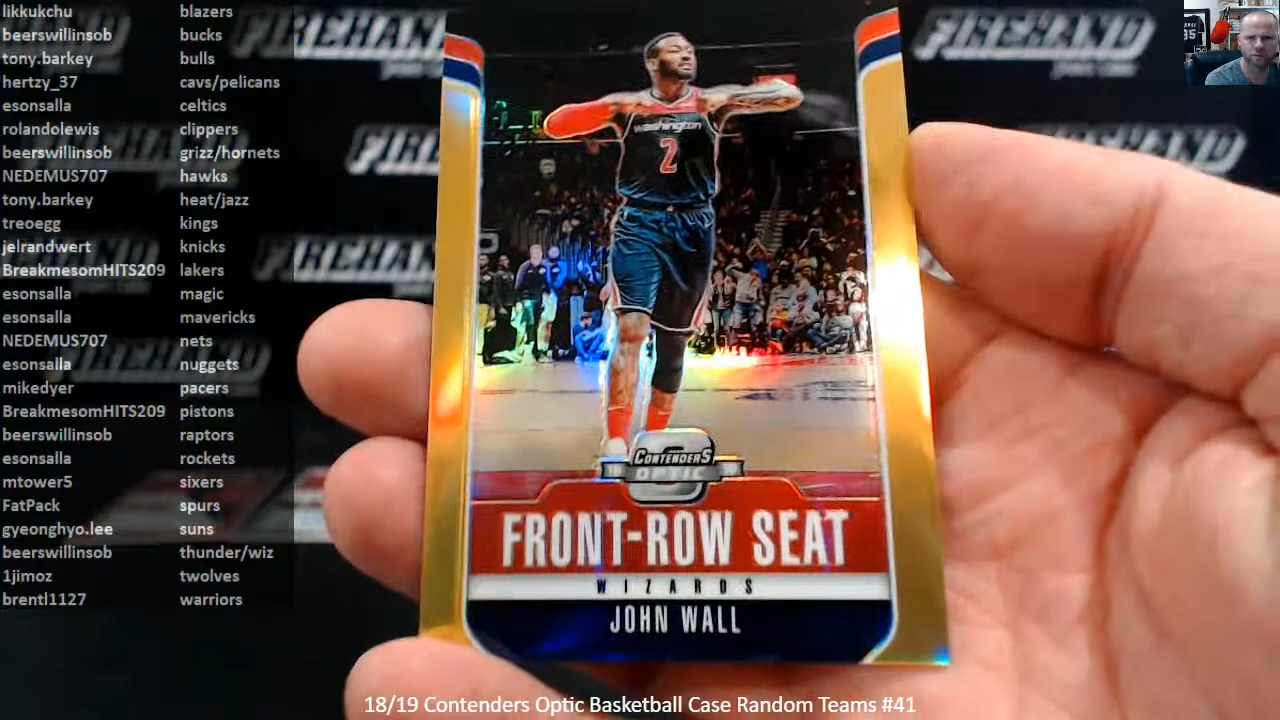 likkukchu blazers
beerswillinsob bucks
tony.barkey bulls
hertzy_37 cavs/pelicans
esonsalla celtics
rolandolewis clippers
beerswillinsob grizz/hornets
NEDEMUS707 hawks
tony.barkey heat/jazz
treoegg kings
jelrandwert knicks
BreakmesomHITS209 lakers
esonsalla magic
esonsalla mavericks
NEDEMUS707 nets
esonsalla nuggets
mikedyer pacers
BreakmesomHITS209 pistons
beerswillinsob raptors
esonsalla rockets
mtower5 sixers
FatPack spurs
gyeonghyo.lee suns
beerswillinsob thunder/wiz
1jimoz twolves
brentl1127 warriors
FIREHAND
washington
2
CONTENDERS
OPTIC
FRONT-ROW SEAT
WIZARDS
JOHN WALL
18/19 Contenders Optic Basketball Case Random Teams #41